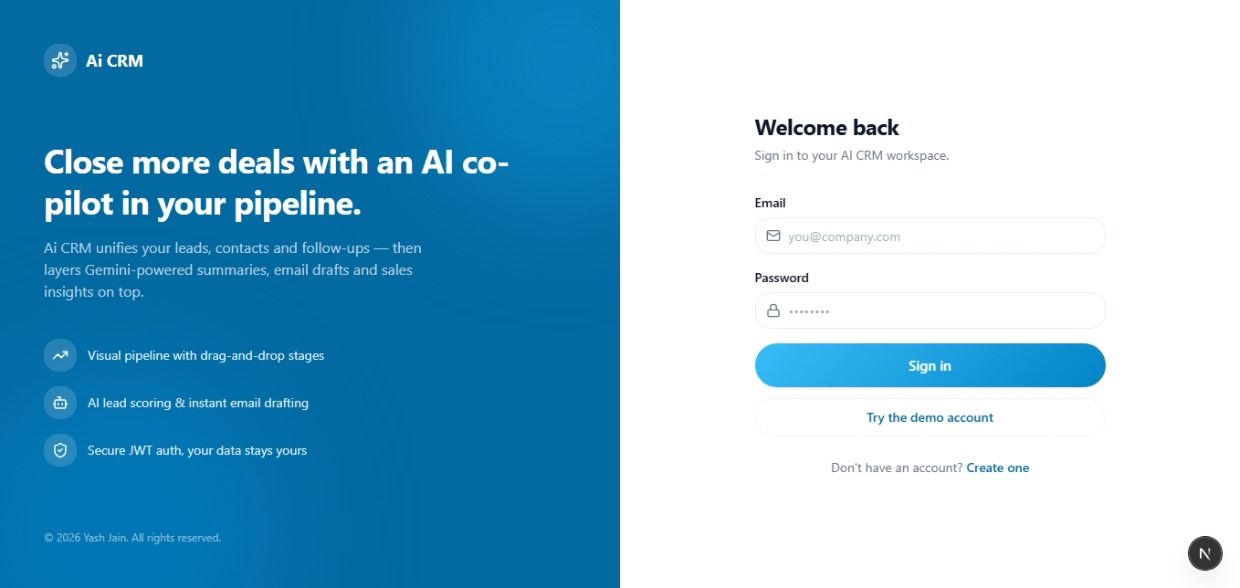 Ai CRM
Close more deals with an AI co-
pilot in your pipeline.
Ai CRM unifies your leads, contacts and follow-ups — then
layers Gemini-powered summaries, email drafts and sales
insights on top.
Visual pipeline with drag-and-drop stages
AI lead scoring & instant email drafting
Secure JWT auth, your data stays yours
© 2026 Yash Jain. All rights reserved.
Welcome back
Sign in to your AI CRM workspace.
Email
you@company.com
Password
••••••••
Sign in
Try the demo account
Don't have an account? Create one
N